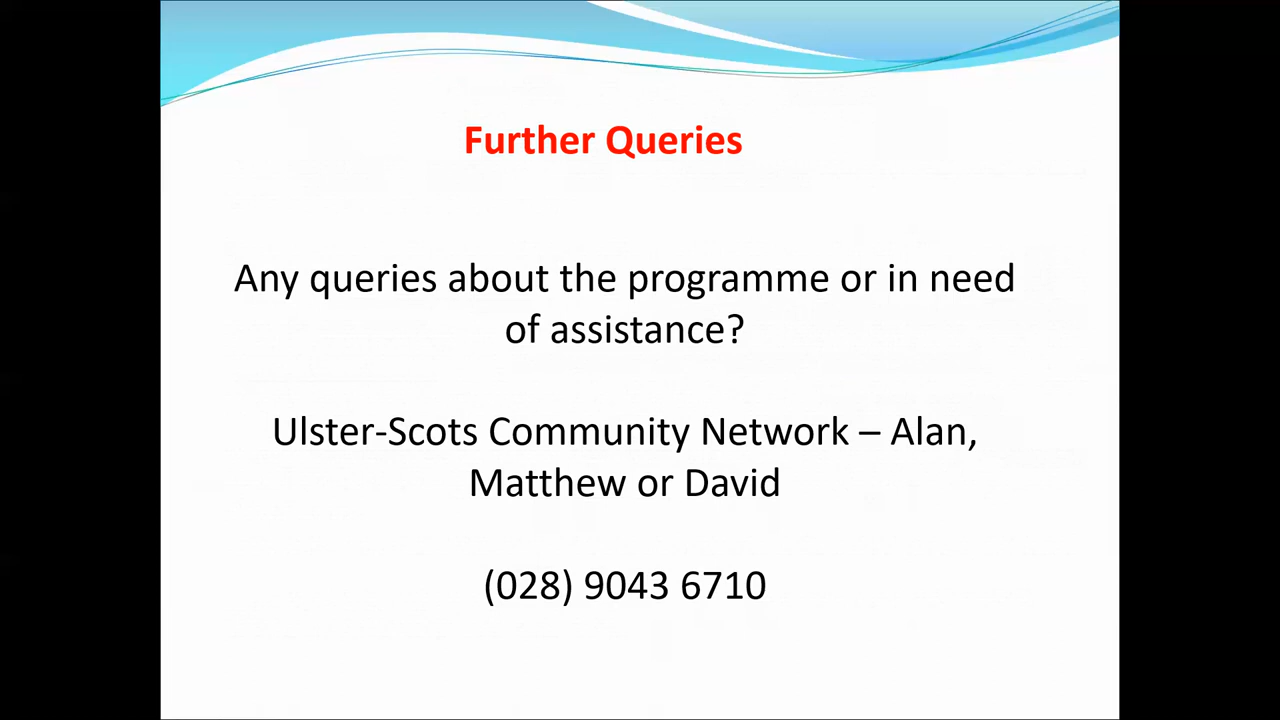 Further Queries
Any queries about the programme or in need
of assistance?
Ulster-Scots Community Network – Alan,
Matthew or David
(028) 9043 6710